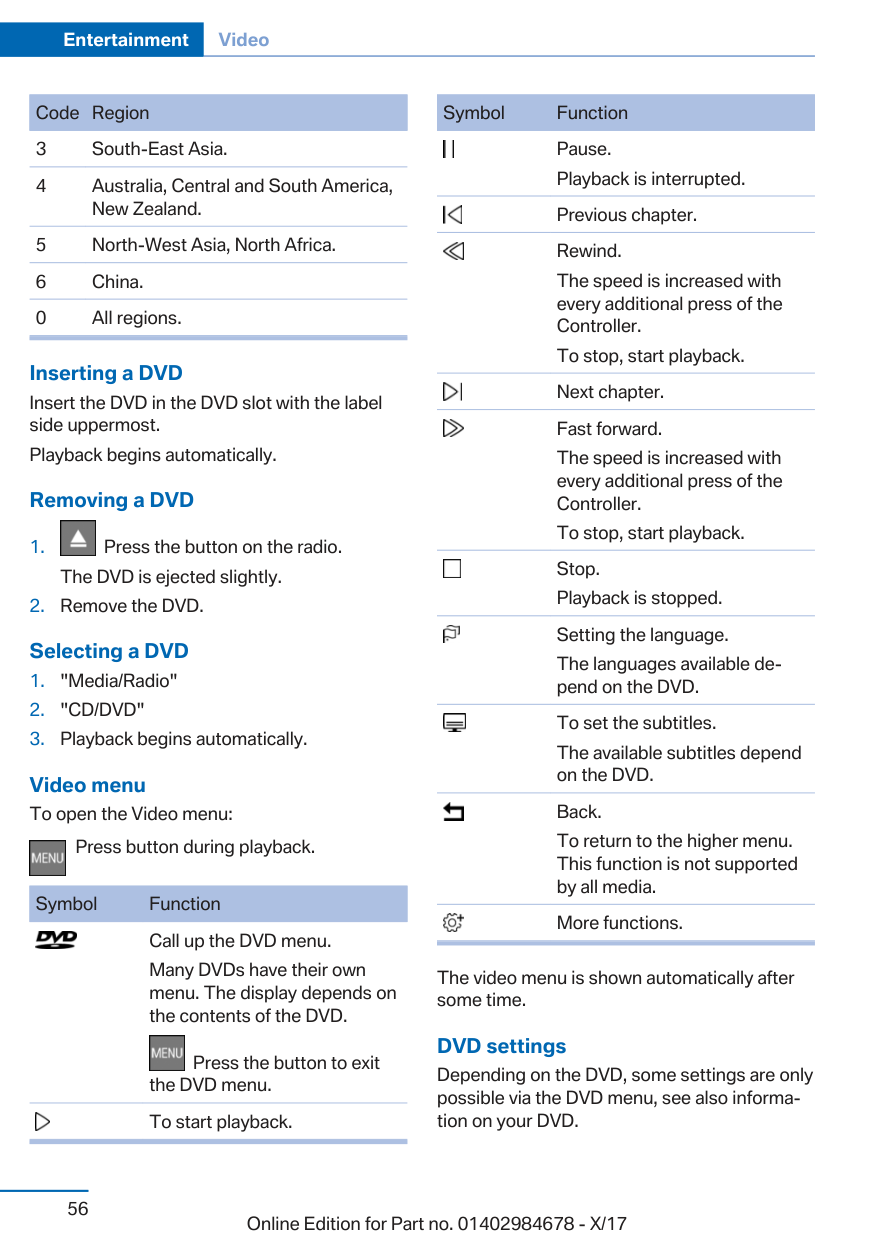 Entertainment Video
Code Region
3 South-East Asia.
4 Australia, Central and South America,
New Zealand.
5 North-West Asia, North Africa.
6 China.
0 All regions.
Inserting a DVD
Insert the DVD in the DVD slot with the label
side uppermost.
Playback begins automatically.
Removing a DVD
1. Press the button on the radio.
The DVD is ejected slightly.
2. Remove the DVD.
Selecting a DVD
1. "Media/Radio"
2. "CD/DVD"
3. Playback begins automatically.
Video menu
To open the Video menu:
MENU Press button during playback.
Symbol Function
DVD Call up the DVD menu.
Many DVDs have their own
menu. The display depends on
the contents of the DVD.
MENU Press the button to exit
the DVD menu.
To start playback.
Symbol Function
Pause.
Playback is interrupted.
Previous chapter.
Rewind.
The speed is increased with
every additional press of the
Controller.
To stop, start playback.
Next chapter.
Fast forward.
The speed is increased with
every additional press of the
Controller.
To stop, start playback.
Stop.
Playback is stopped.
Setting the language.
The languages available de-
pend on the DVD.
To set the subtitles.
The available subtitles depend
on the DVD.
Back.
To return to the higher menu.
This function is not supported
by all media.
More functions.
The video menu is shown automatically after
some time.
DVD settings
Depending on the DVD, some settings are only
possible via the DVD menu, see also informa-
tion on your DVD.
56
Online Edition for Part no. 01402984678 - X/17